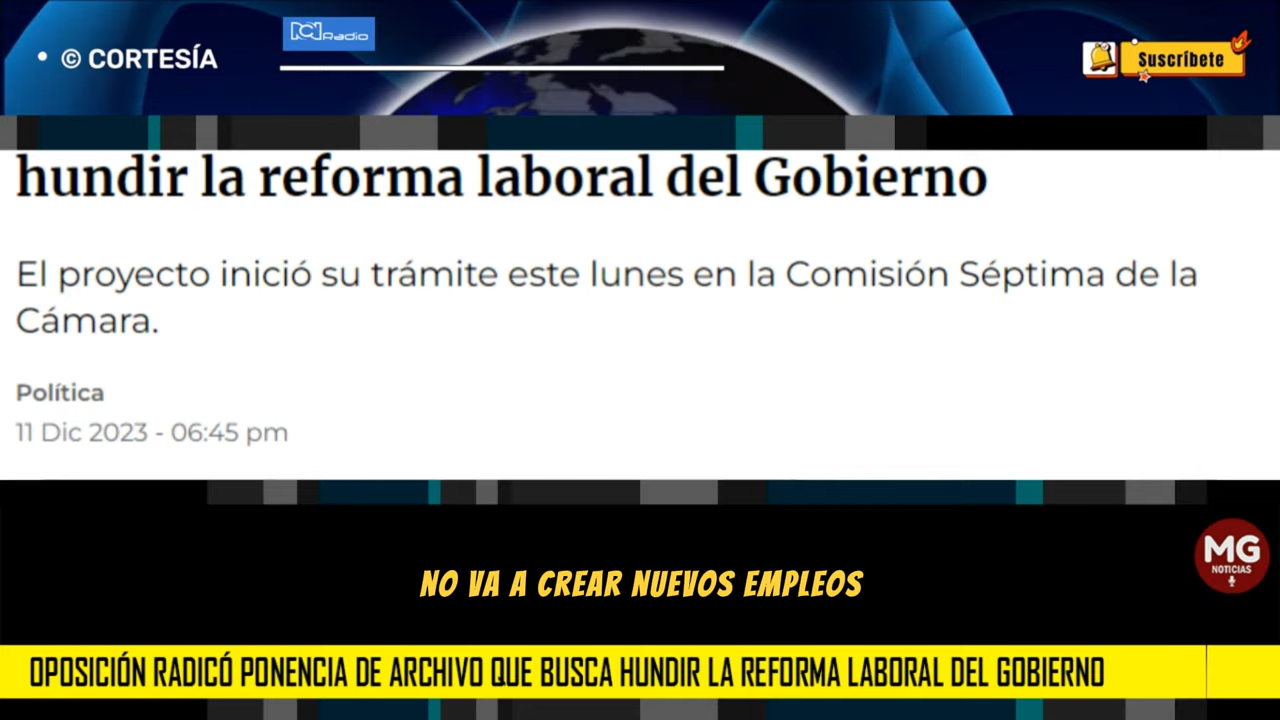 • © CORTESÍA
RCN Radio
Suscríbete
hundir la reforma laboral del Gobierno
El proyecto inició su trámite este lunes en la Comisión Séptima de la
Cámara.
Política
11 Dic 2023 - 06:45 pm
MG
NOTICIAS
NO VA A CREAR NUEVOS EMPLEOS
OPOSICIÓN RADICÓ PONENCIA DE ARCHIVO QUE BUSCA HUNDIR LA REFORMA LABORAL DEL GOBIERNO